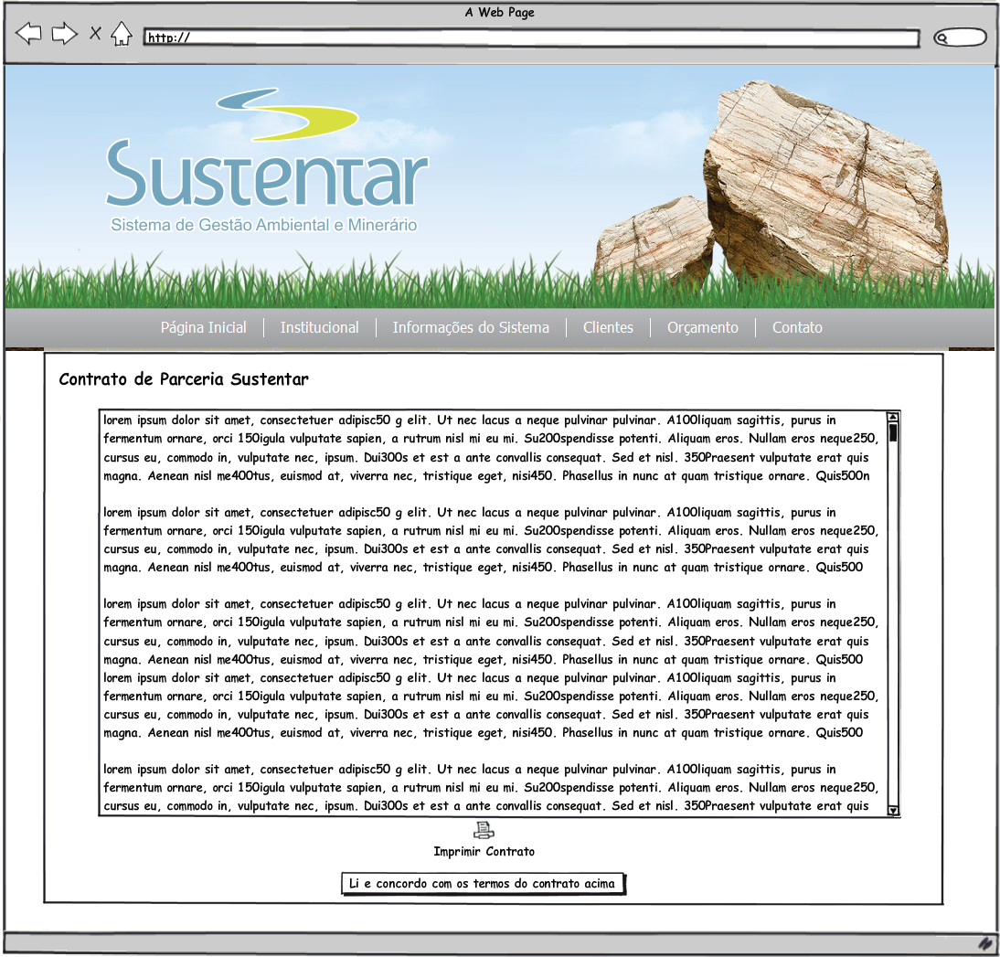 A Web Page
http://
Sustentar
Sistema de Gestão Ambiental e Minerário
Página Inicial
Institucional
Informações do Sistema
Clientes
Orçamento
Contato
Contrato de Parceria Sustentar
lorem ipsum dolor sit amet, consectetuer adipisc50 g elit. Ut nec lacus a neque pulvinar pulvinar. A100liquam sagittis, purus in
fermentum ornare, orci 150igula vulputate sapien, a rutrum nisl mi eu mi. Su200spendisse potenti. Aliquam eros. Nullam eros neque250,
cursus eu, commodo in, vulputate nec, ipsum. Dui300s et est a ante convallis consequat. Sed et nisl. 350Praesent vulputate erat quis
magna. Aenean nisl me400tus, euismod at, viverra nec, tristique eget, nisi450. Phasellus in nunc at quam tristique ornare. Quis500n
lorem ipsum dolor sit amet, consectetuer adipisc50 g elit. Ut nec lacus a neque pulvinar pulvinar. A100liquam sagittis, purus in
fermentum ornare, orci 150igula vulputate sapien, a rutrum nisl mi eu mi. Su200spendisse potenti. Aliquam eros. Nullam eros neque250,
cursus eu, commodo in, vulputate nec, ipsum. Dui300s et est a ante convallis consequat. Sed et nisl. 350Praesent vulputate erat quis
magna. Aenean nisl me400tus, euismod at, viverra nec, tristique eget, nisi450. Phasellus in nunc at quam tristique ornare. Quis500
lorem ipsum dolor sit amet, consectetuer adipisc50 g elit. Ut nec lacus a neque pulvinar pulvinar. A100liquam sagittis, purus in
fermentum ornare, orci 150igula vulputate sapien, a rutrum nisl mi eu mi. Su200spendisse potenti. Aliquam eros. Nullam eros neque250,
cursus eu, commodo in, vulputate nec, ipsum. Dui300s et est a ante convallis consequat. Sed et nisl. 350Praesent vulputate erat quis
magna. Aenean nisl me400tus, euismod at, viverra nec, tristique eget, nisi450. Phasellus in nunc at quam tristique ornare. Quis500
lorem ipsum dolor sit amet, consectetuer adipisc50 g elit. Ut nec lacus a neque pulvinar pulvinar. A100liquam sagittis, purus in
fermentum ornare, orci 150igula vulputate sapien, a rutrum nisl mi eu mi. Su200spendisse potenti. Aliquam eros. Nullam eros neque250,
cursus eu, commodo in, vulputate nec, ipsum. Dui300s et est a ante convallis consequat. Sed et nisl. 350Praesent vulputate erat quis
magna. Aenean nisl me400tus, euismod at, viverra nec, tristique eget, nisi450. Phasellus in nunc at quam tristique ornare. Quis500
lorem ipsum dolor sit amet, consectetuer adipisc50 g elit. Ut nec lacus a neque pulvinar pulvinar. A100liquam sagittis, purus in
fermentum ornare, orci 150igula vulputate sapien, a rutrum nisl mi eu mi. Su200spendisse potenti. Aliquam eros. Nullam eros neque250,
cursus eu, commodo in, vulputate nec, ipsum. Dui300s et est a ante convallis consequat. Sed et nisl. 350Praesent vulputate erat quis
Imprimir Contrato
Li e concordo com os termos do contrato acima